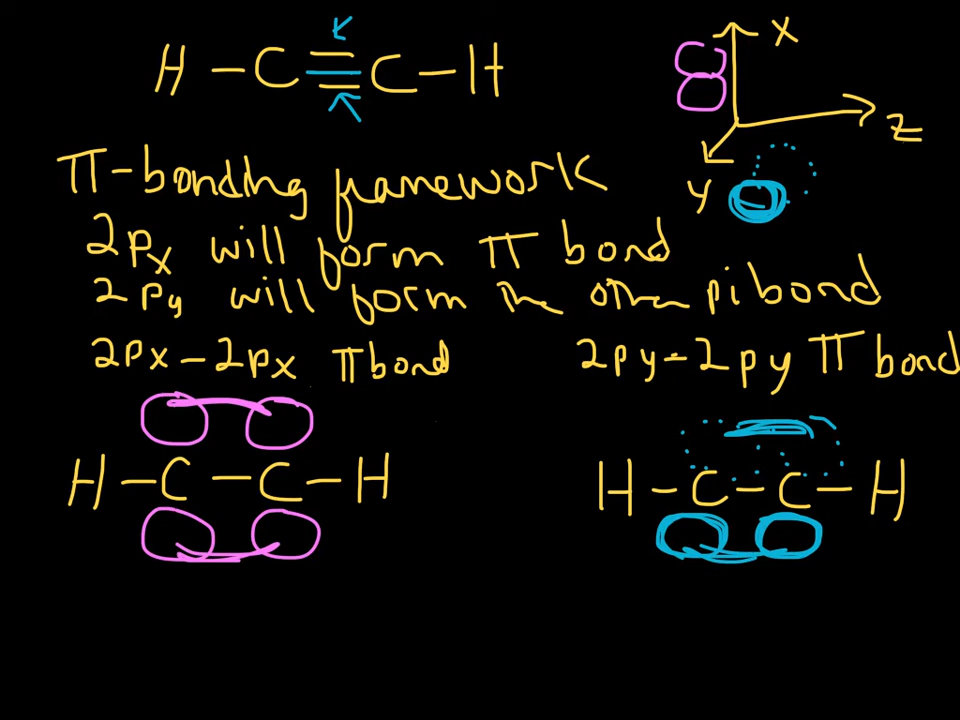 H - C ≡ C - H
X
Z
y
π-bonding framework
2px will form π bond
2py will form the other pi bond
2px - 2px π bond
2py - 2py π bond
H - C - C - H
H - C - C - H